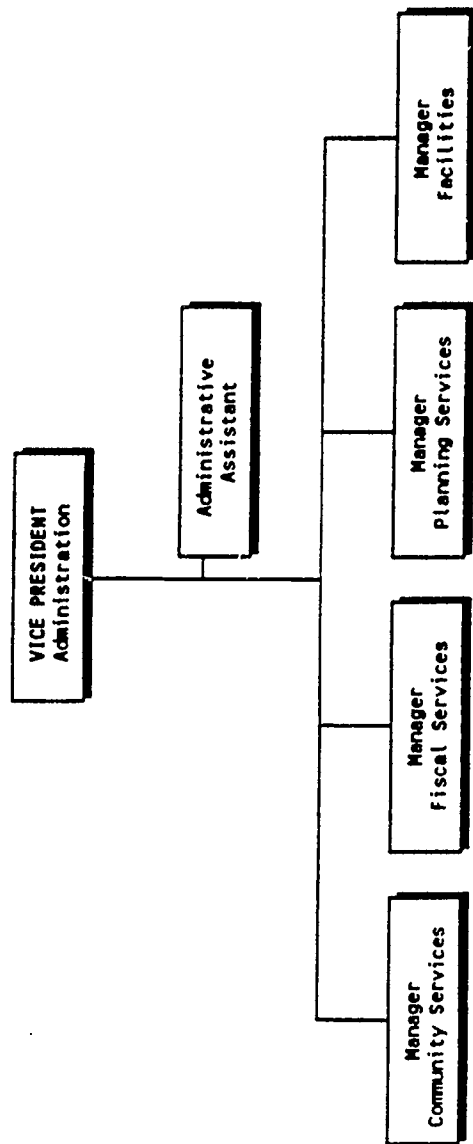 VICE PRESIDENT
Administration
Administrative
Assistant
Manager
Community Services
Manager
Fiscal Services
Manager
Planning Services
Manager
Facilities